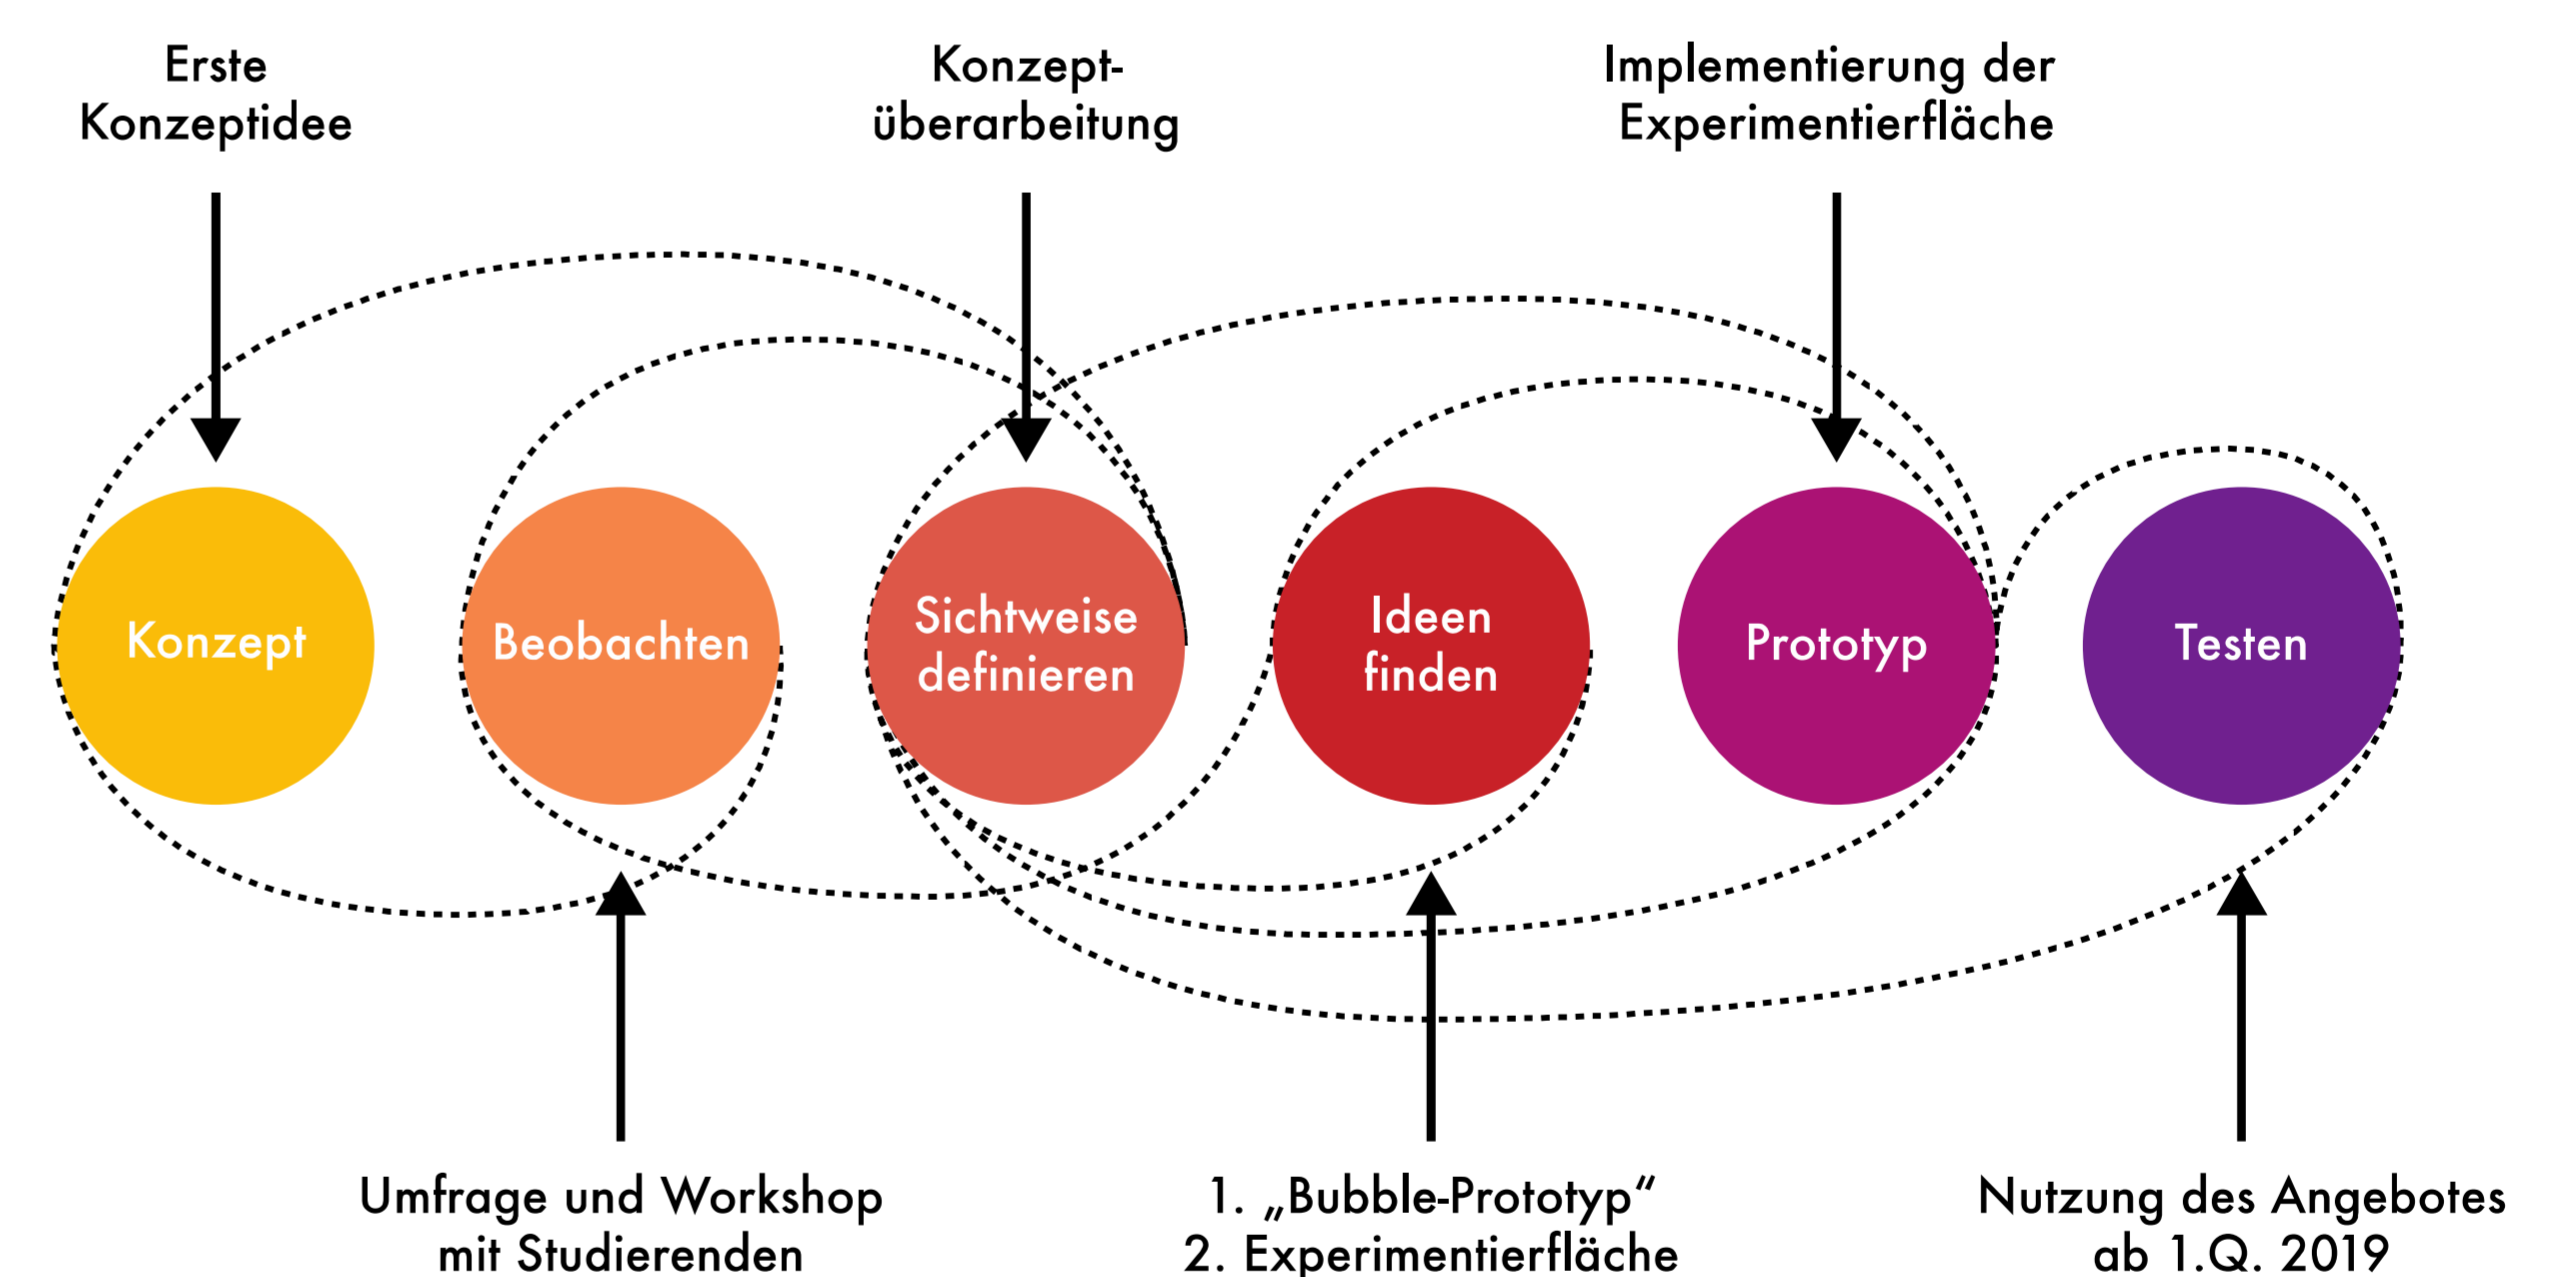 Erste
Konzeptidee
Konzept-
überarbeitung
Implementierung der
Experimentierfläche
Konzept
Beobachten
Sichtweise
definieren
Ideen
finden
Prototyp
Testen
Umfrage und Workshop
mit Studierenden
1. „Bubble-Prototyp“
2. Experimentierfläche
Nutzung des Angebotes
ab 1.Q. 2019